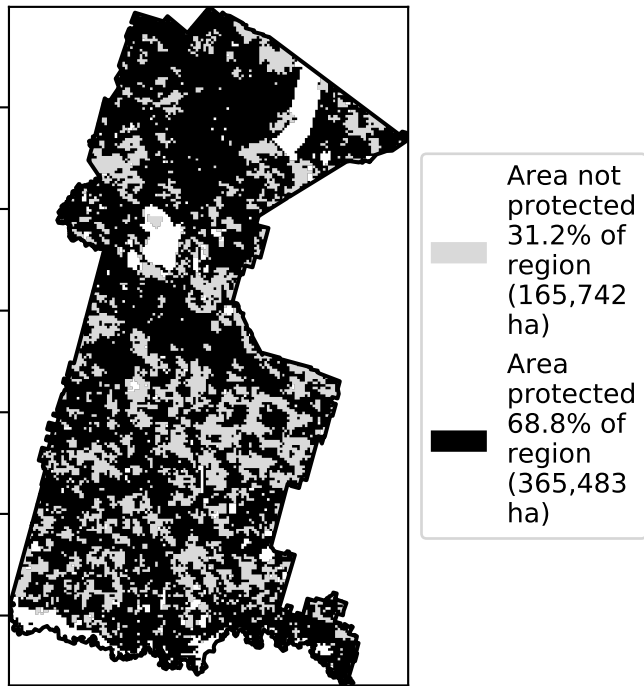 Area not
protected
31.2% of
region
(165,742
ha)
Area
protected
68.8% of
region
(365,483
ha)